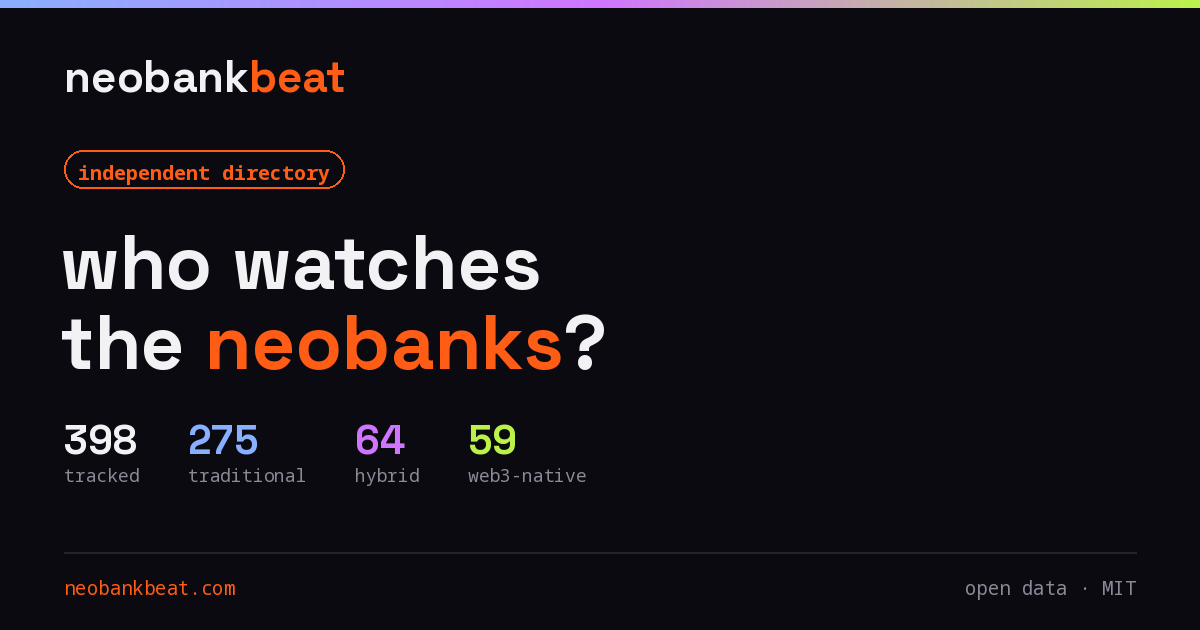 neobankbeat
independent directory
who watches
the neobanks?
398 275 64 59
tracked traditional hybrid web3-native
neobankbeat.com open data · MIT